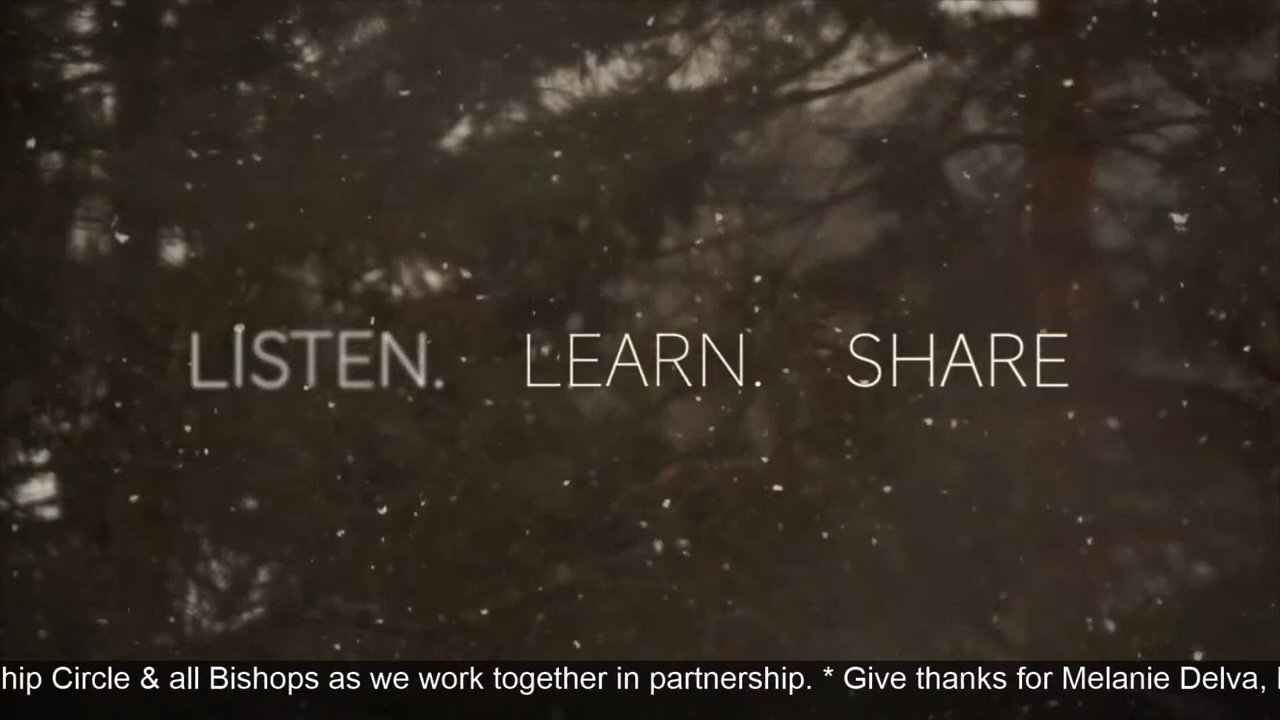 LISTEN. LEARN. SHARE
hip Circle & all Bishops as we work together in partnership. * Give thanks for Melanie Delva,